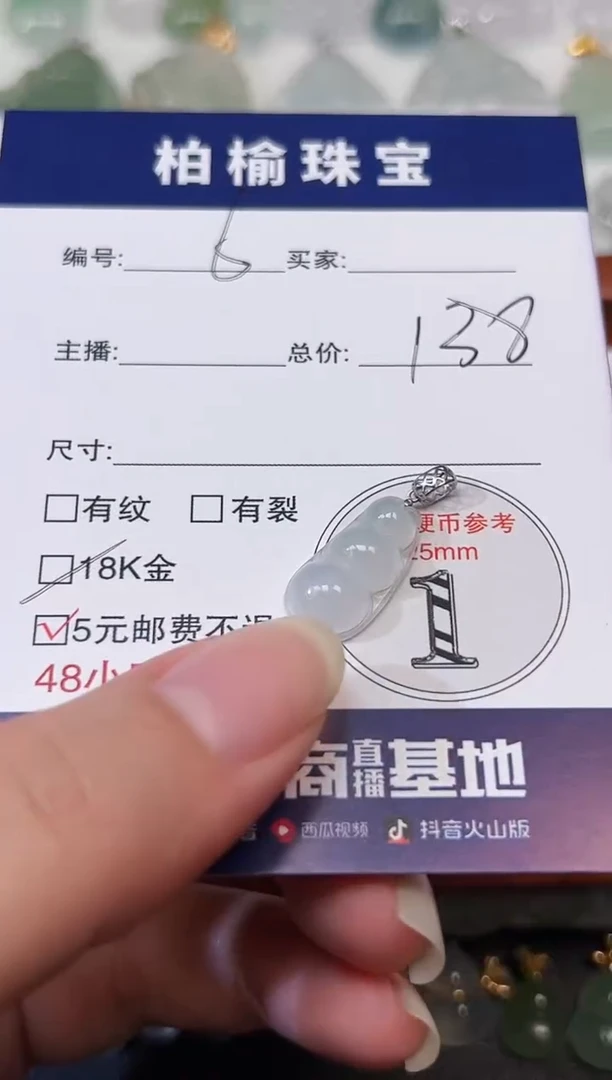 柏榆珠宝
编号: 6 买家:
主播: 总价: 138
尺寸:
有纹 有裂
硬币参考
25mm
1
18K金
5元邮费不退
48小
商直播基地
西瓜视频 抖音火山版